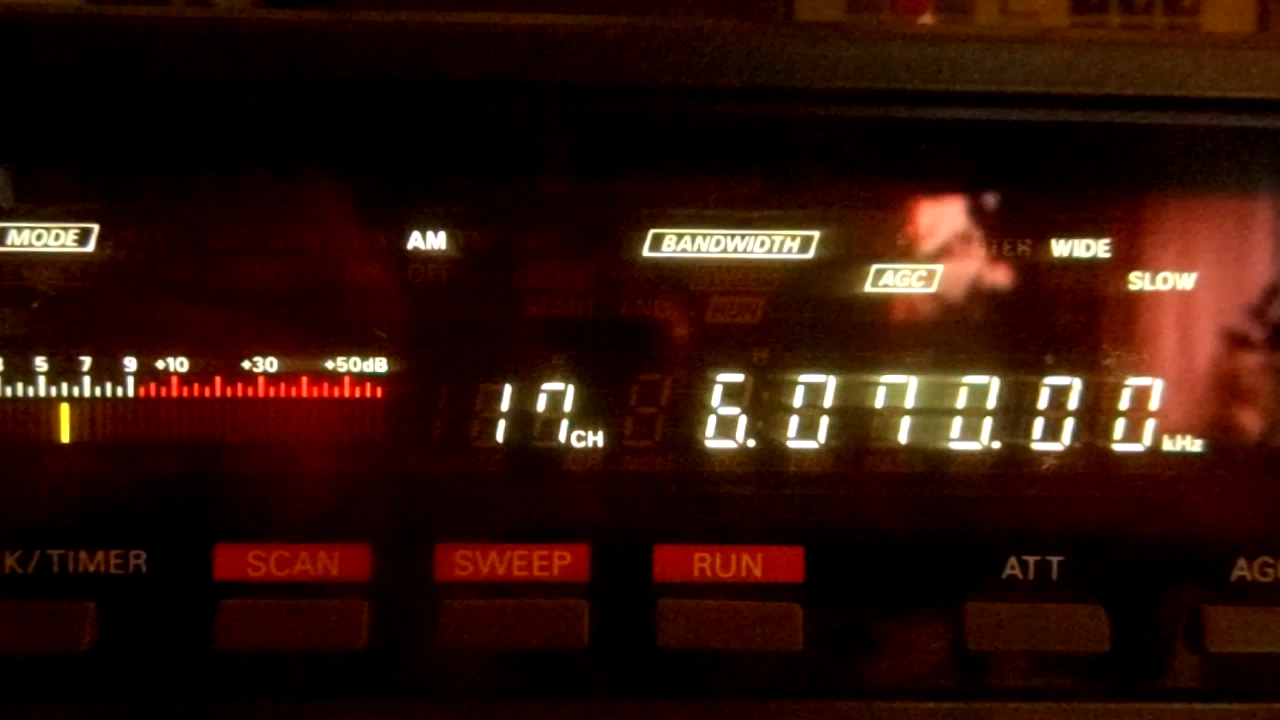 MODE AM BANDWIDTH WIDE
AGC SLOW
5 7 9 +10 +30 +50dB
17 CH 6.070.00 kHz
K/TIMER SCAN SWEEP RUN ATT AG